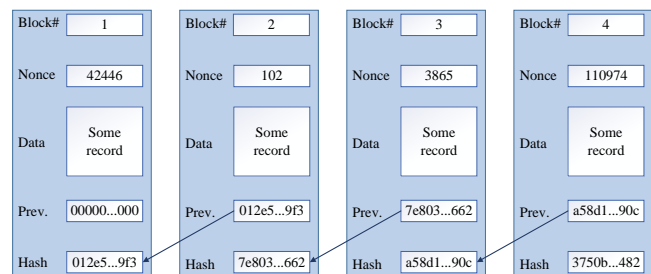 Block# 1
Nonce 42446
Data Some
record
Prev. 00000...000
Hash 012e5...9f3
Block# 2
Nonce 102
Data Some
record
Prev. 012e5...9f3
Hash 7e803...662
Block# 3
Nonce 3865
Data Some
record
Prev. 7e803...662
Hash a58d1...90c
Block# 4
Nonce 110974
Data Some
record
Prev. a58d1...90c
Hash 3750b...482